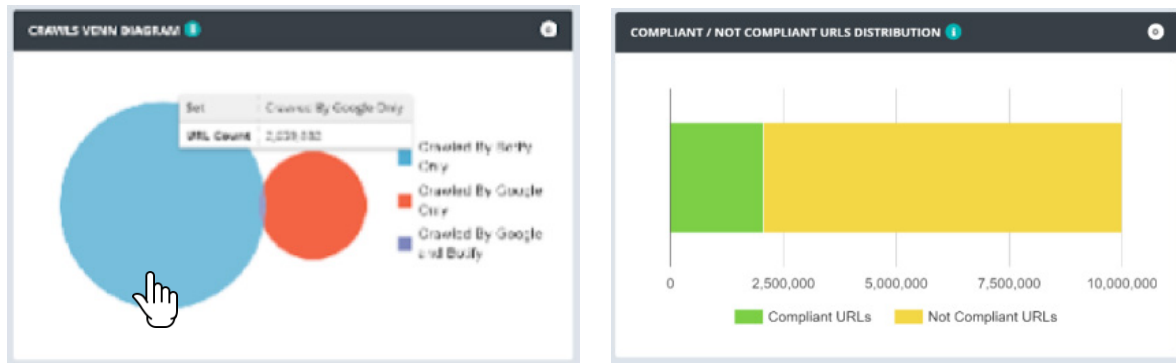 CRAWLS VENN DIAGRAM i
Set Crawled By Google Only
URL Count
Crawled By Botify
Only
Crawled By Google
Only
Crawled By Google
and Botify
COMPLIANT / NOT COMPLIANT URLS DISTRIBUTION i
0 2,500,000 5,000,000 7,500,000 10,000,000
Compliant URLs Not Compliant URLs